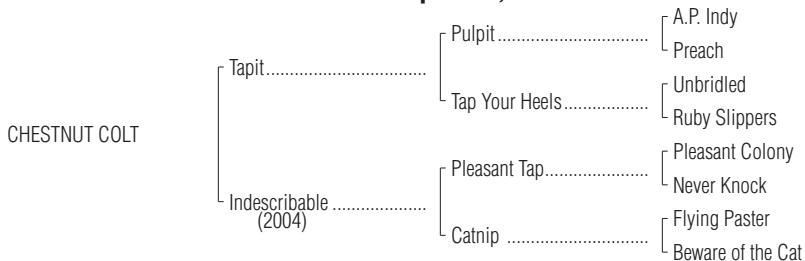 A.P. Indy
Pulpit
Preach
Tapit
Unbridled
Tap Your Heels
Ruby Slippers
CHESTNUT COLT
Pleasant Colony
Pleasant Tap
Never Knock
Indescribable
(2004)
Flying Paster
Catnip
Beware of the Cat